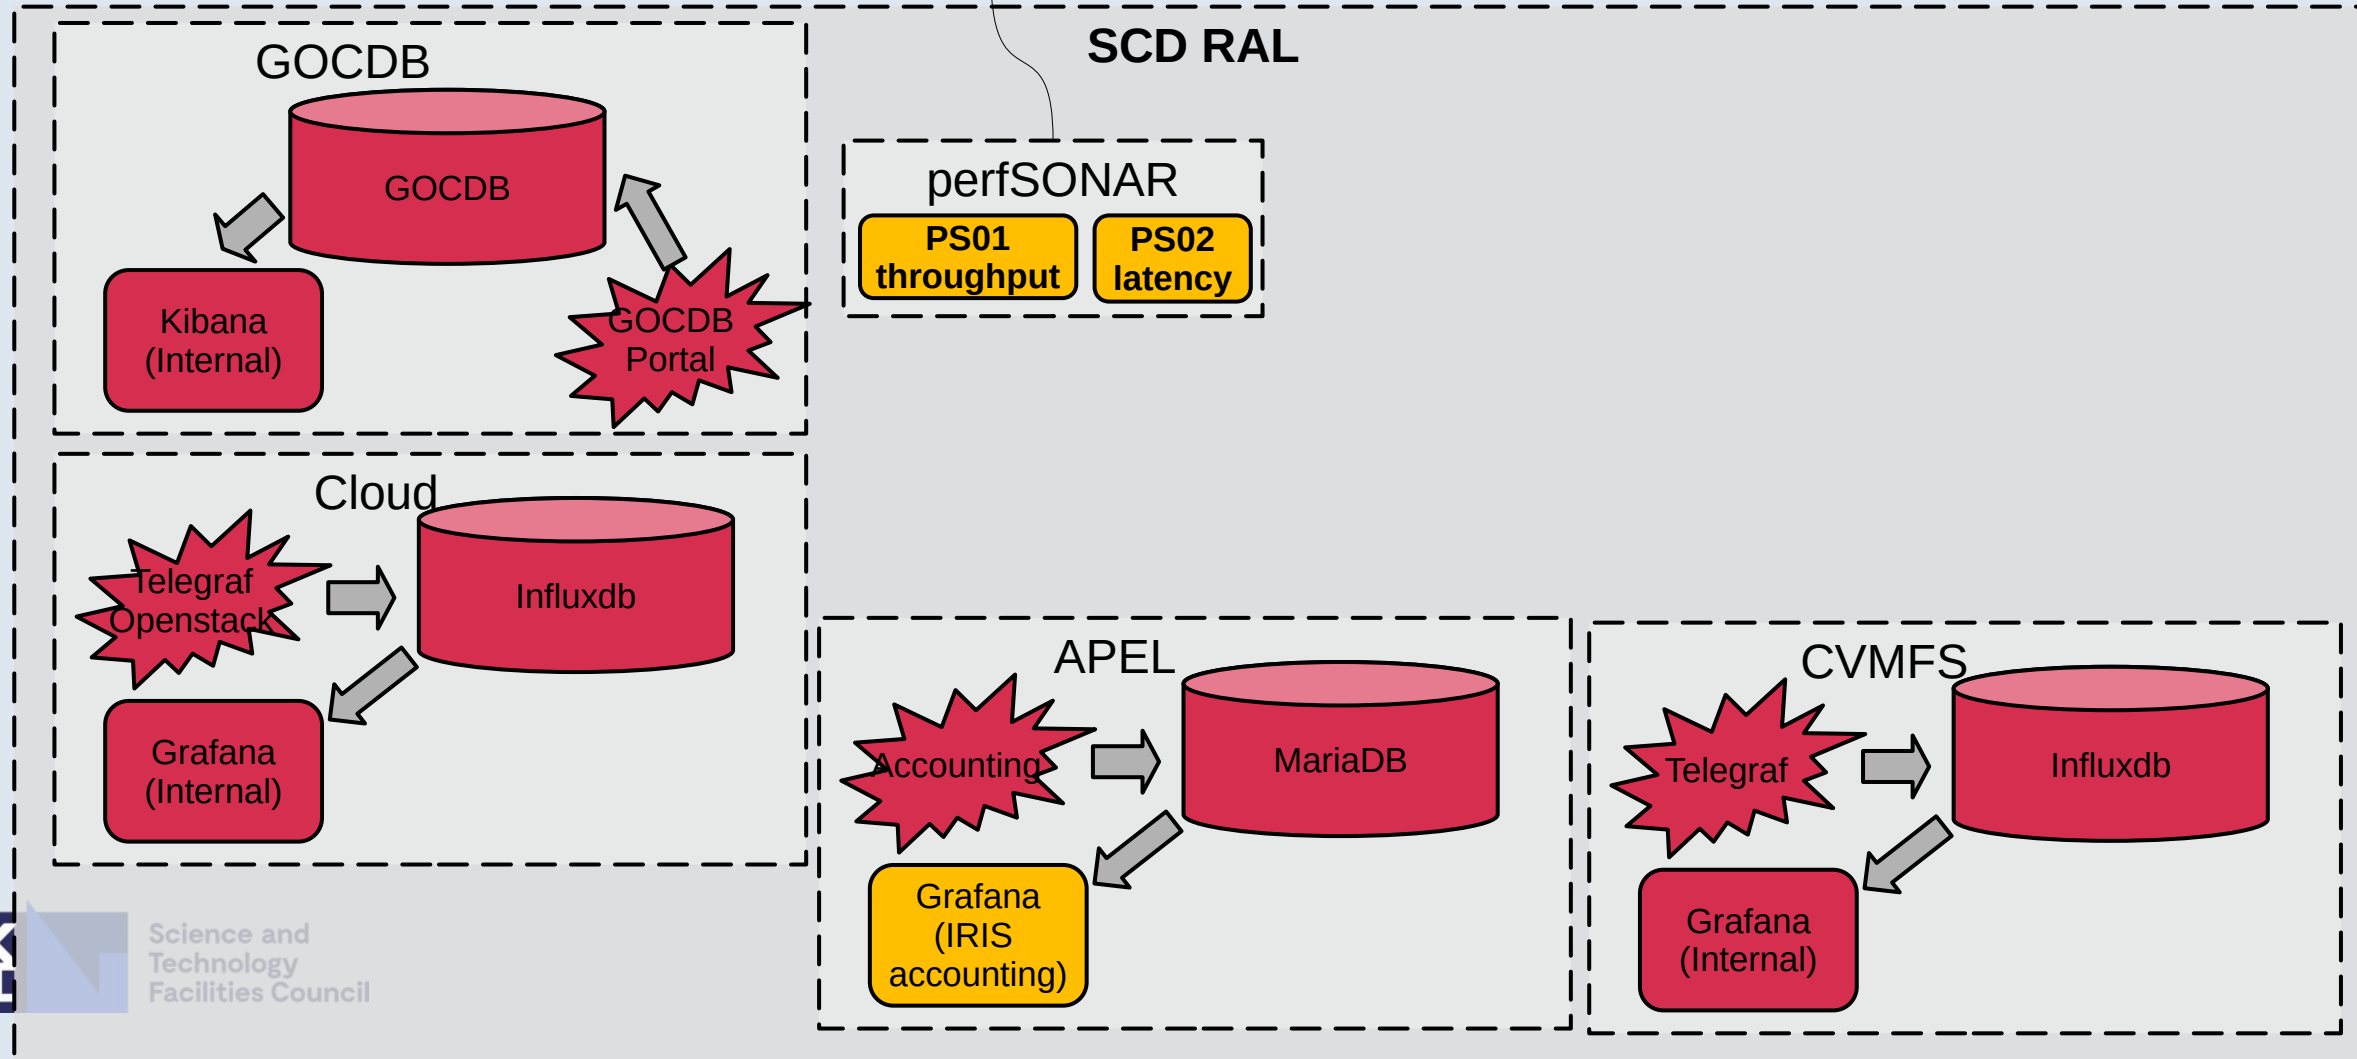 SCD RAL
GOCDB
GOCDB
Kibana
(Internal)
GOCDB
Portal
perfSONAR
PS01
throughput
PS02
latency
Cloud
Telegraf
Openstack
Influxdb
Grafana
(Internal)
APEL
Accounting
MariaDB
Grafana
(IRIS
accounting)
CVMFS
Telegraf
Influxdb
Grafana
(Internal)
Science and
Technology
Facilities Council